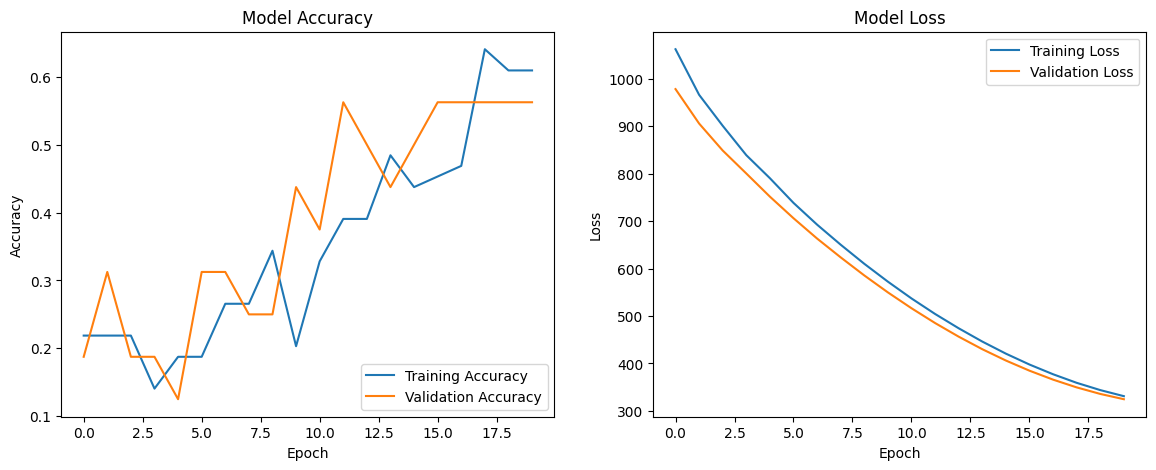 Model Accuracy
Accuracy
0.6
0.5
0.4
0.3
0.2
0.1
Training Accuracy
Validation Accuracy
0.0 2.5 5.0 7.5 10.0 12.5 15.0 17.5
Epoch
Model Loss
Loss
1000
900
800
700
600
500
400
300
Training Loss
Validation Loss
0.0 2.5 5.0 7.5 10.0 12.5 15.0 17.5
Epoch